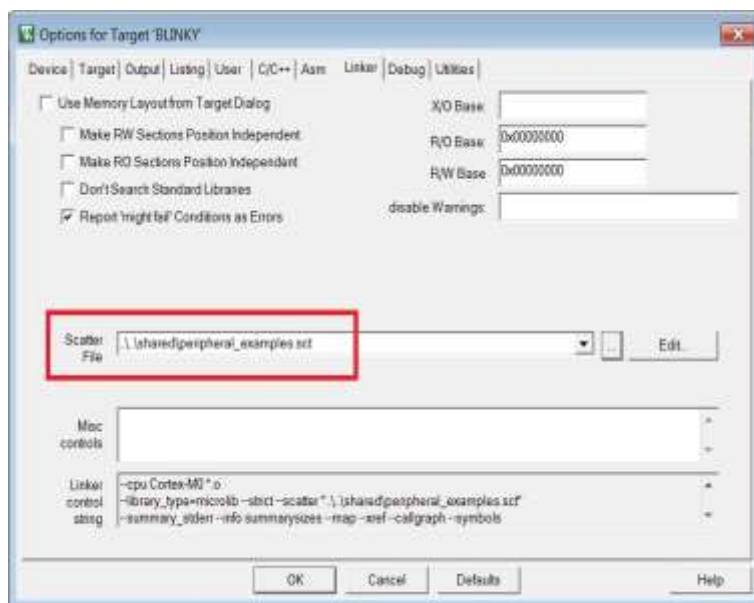 Options for Target 'BLINKY'
Device | Target | Output | Listing | User | C/C++ | Asm Linker | Debug | Utilities |
Use Memory Layout from Target Dialog
X/O Base:
Make RW Sections Position Independent
R/O Base: 0x00000000
Make RO Sections Position Independent
R/W Base 0x00000000
Don't Search Standard Libraries
Report 'might fail' Conditions as Errors
disable Warnings:
Scatter File
..\..\shared\peripheral_examples.sct
... Edit...
Misc controls
Linker control string
--cpu Cortex-M0 *.o
--library_type=microlib --strict --scatter "..\..\shared\peripheral_examples.sct"
--summary_stderr --info summarysizes --map --xref --callgraph --symbols
OK Cancel Defaults Help